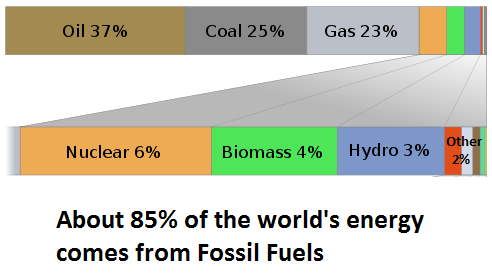 Oil 37% Coal 25% Gas 23%
Nuclear 6% Biomass 4% Hydro 3% Other 2%
About 85% of the world's energy
comes from Fossil Fuels